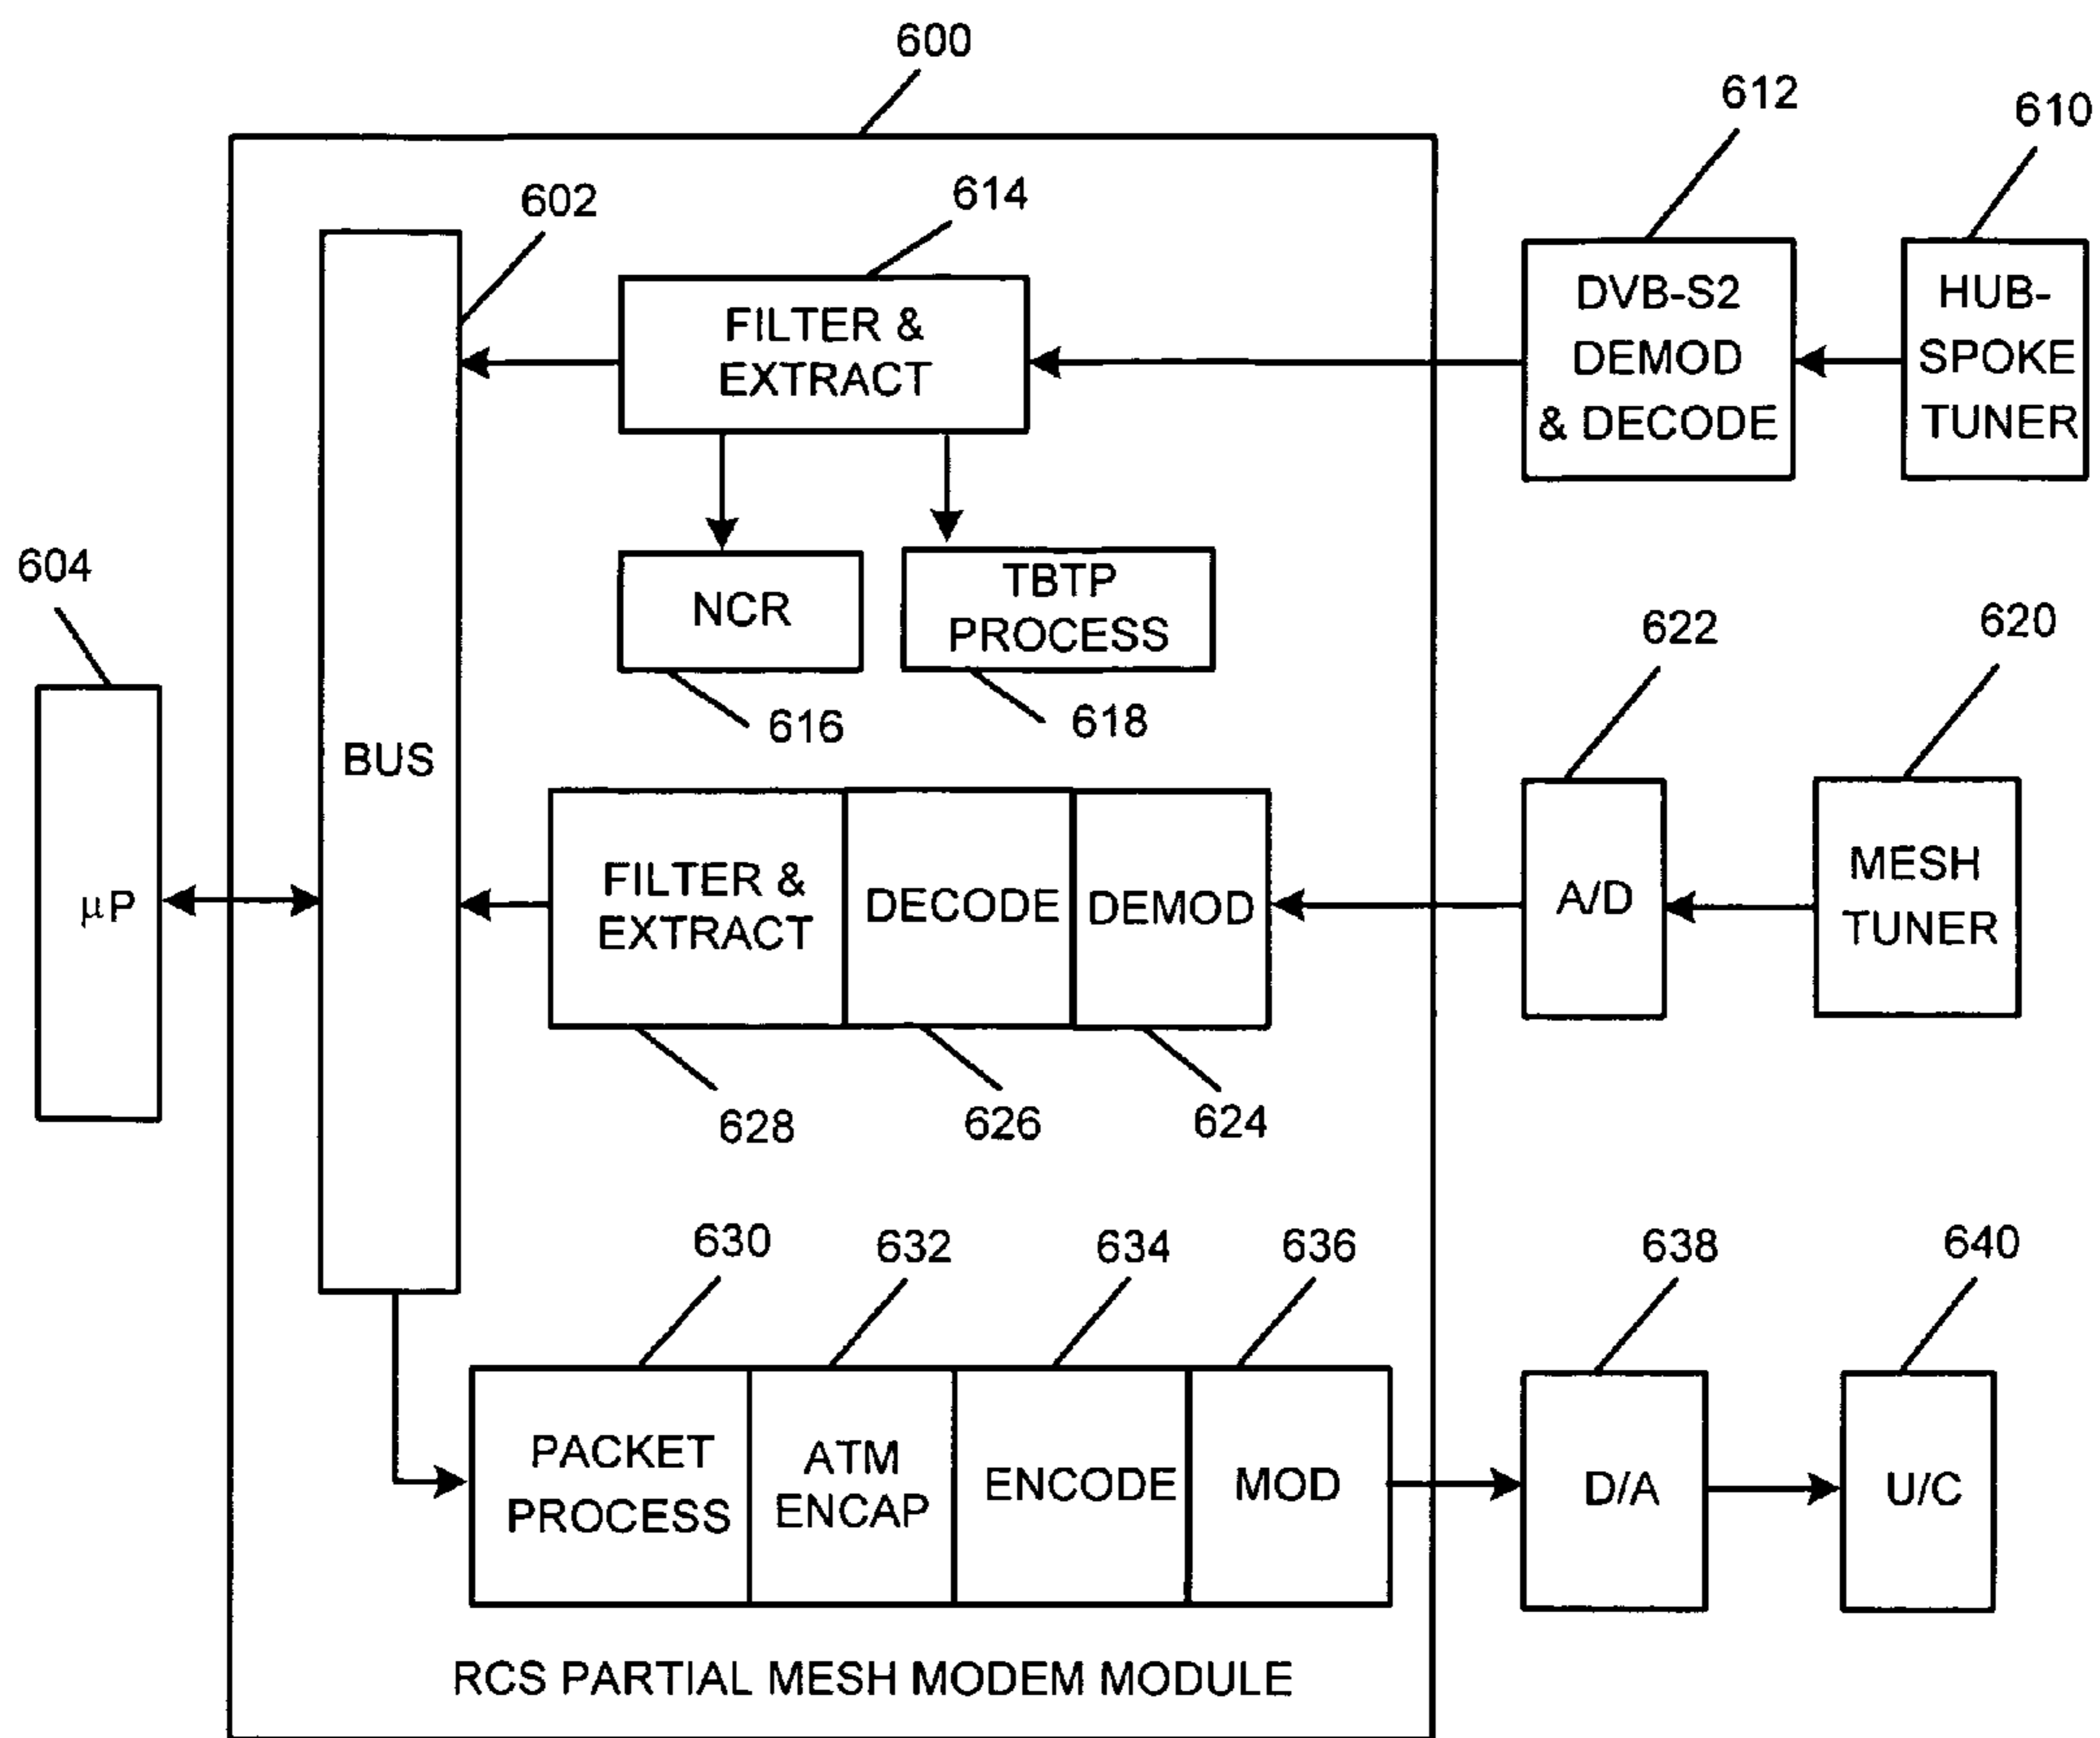 600
612
610
602
614
FILTER &
EXTRACT
DVB-S2
DEMOD
& DECODE
HUB-
SPOKE
TUNER
604
NCR
TBTP
PROCESS
616
618
622
620
μP
BUS
FILTER &
EXTRACT
DECODE
DEMOD
A/D
MESH
TUNER
628
626
624
630
632
634
636
638
640
PACKET
PROCESS
ATM
ENCAP
ENCODE
MOD
D/A
U/C
RCS PARTIAL MESH MODEM MODULE